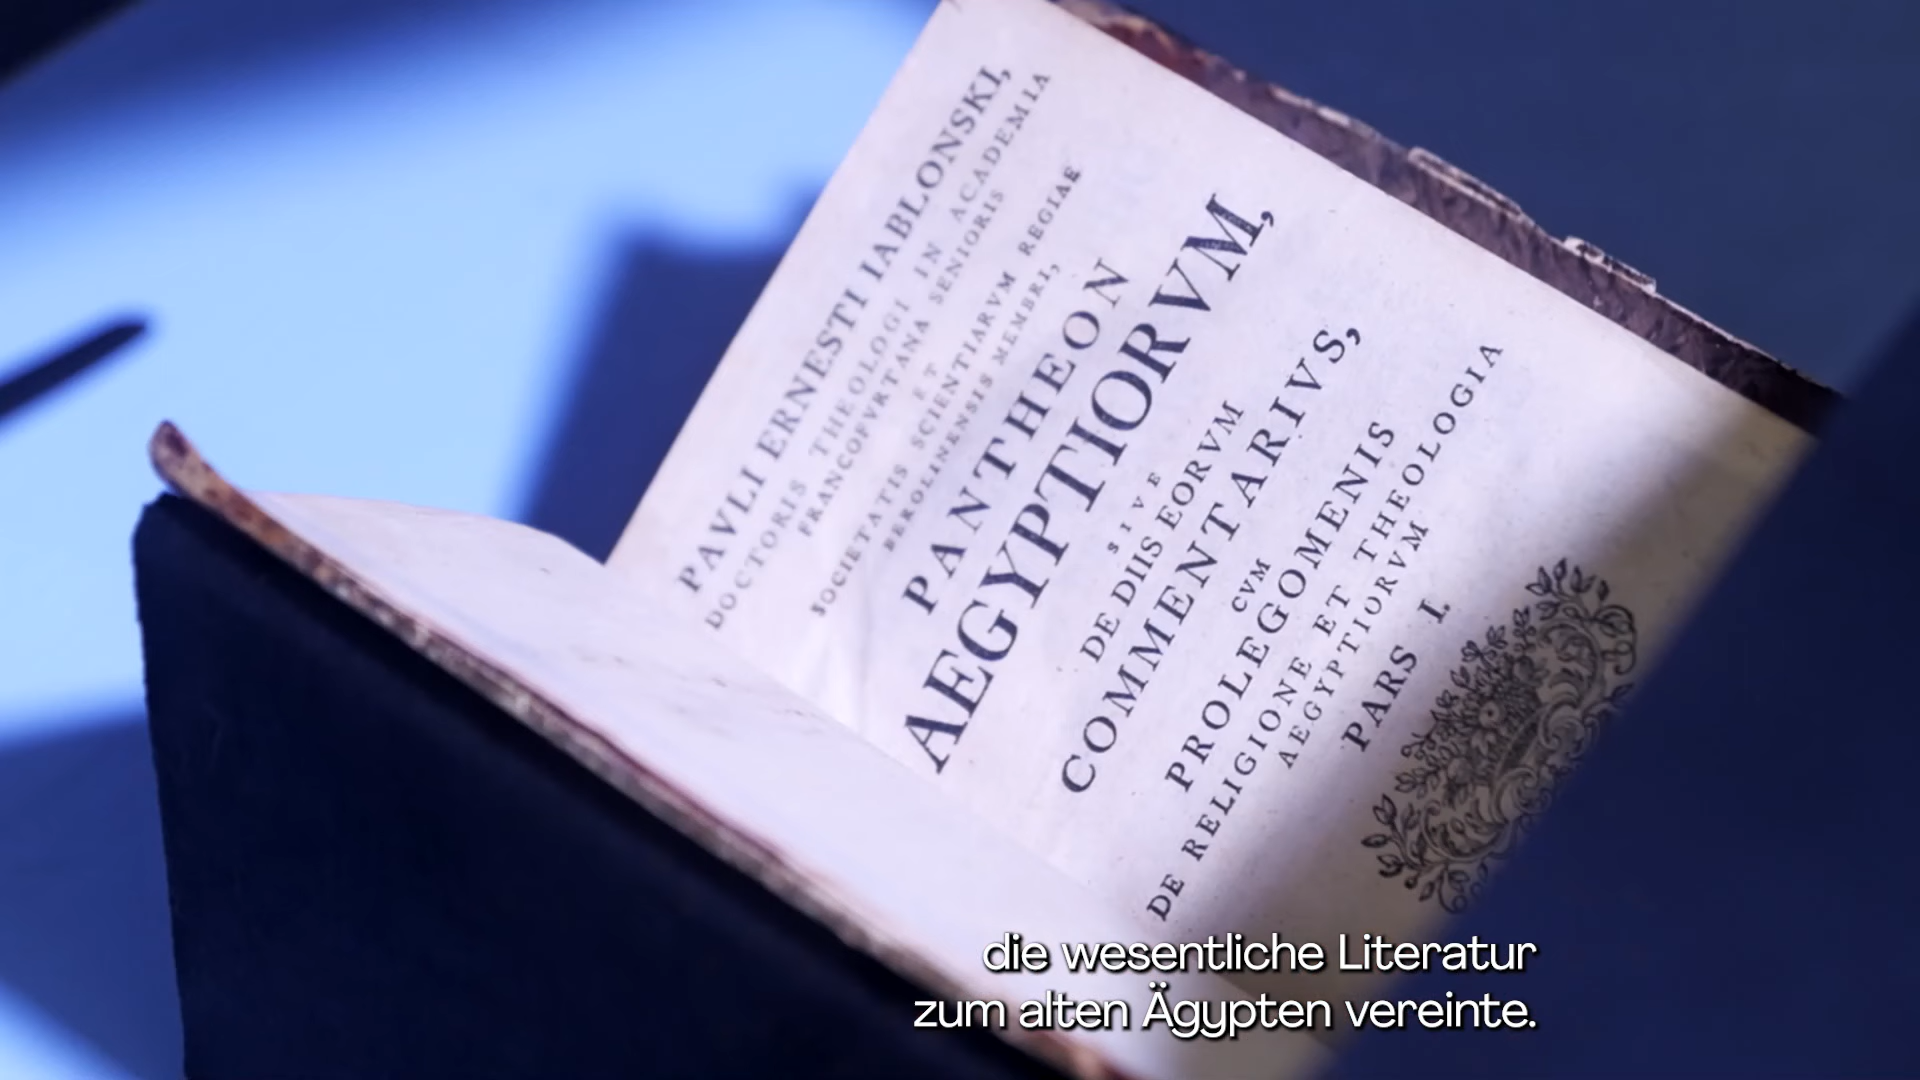 PAVLI ERNESTI IABLONSKI,
DOCTORIS THEOLOGI IN ACADEMIA
FRANCOFVRTANA SENIORIS
ET
SOCIETATIS SCIENTIARVM REGIAE
BEROLINENSIS MEMBRI,
PANTHEON
AEGYPTIORVM,
SIVE
DE DIIS EORVM
COMMENTARIVS,
CVM
PROLEGOMENIS
DE RELIGIONE ET THEOLOGIA
AEGYPTIORVM
PARS I.
die wesentliche Literatur
zum alten Ägypten vereinte.